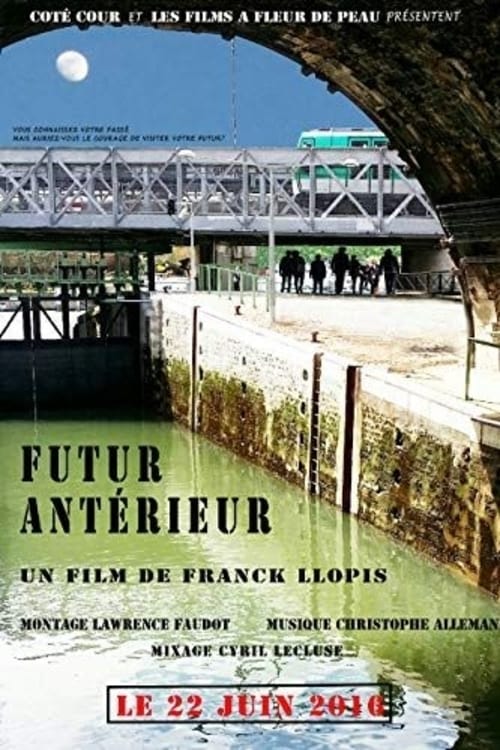 COTÉ COUR ET LES FILMS A FLEUR DE PEAU PRÉSENTENT
VOUS CONNAISSEZ VOTRE PASSÉ
MAIS AURIEZ-VOUS LE COURAGE DE VISITER VOTRE FUTUR?
FUTUR
ANTÉRIEUR
UN FILM DE FRANCK LLOPIS
MONTAGE LAWRENCE FAUDOT MUSIQUE CHRISTOPHE ALLEMAN
MIXAGE CYRIL LECLUSE
LE 22 JUIN 2016